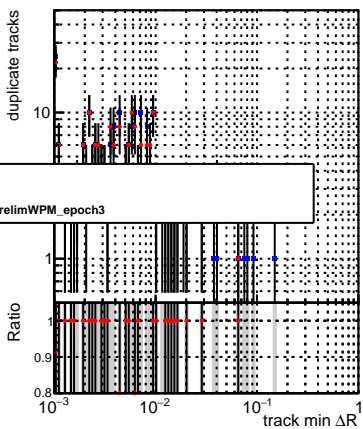 duplicate tracks
10
relimWPM_epoch3
1
Ratio
1
0.9
0.8
10⁻³ 10⁻² 10⁻¹ 1
track min ΔR